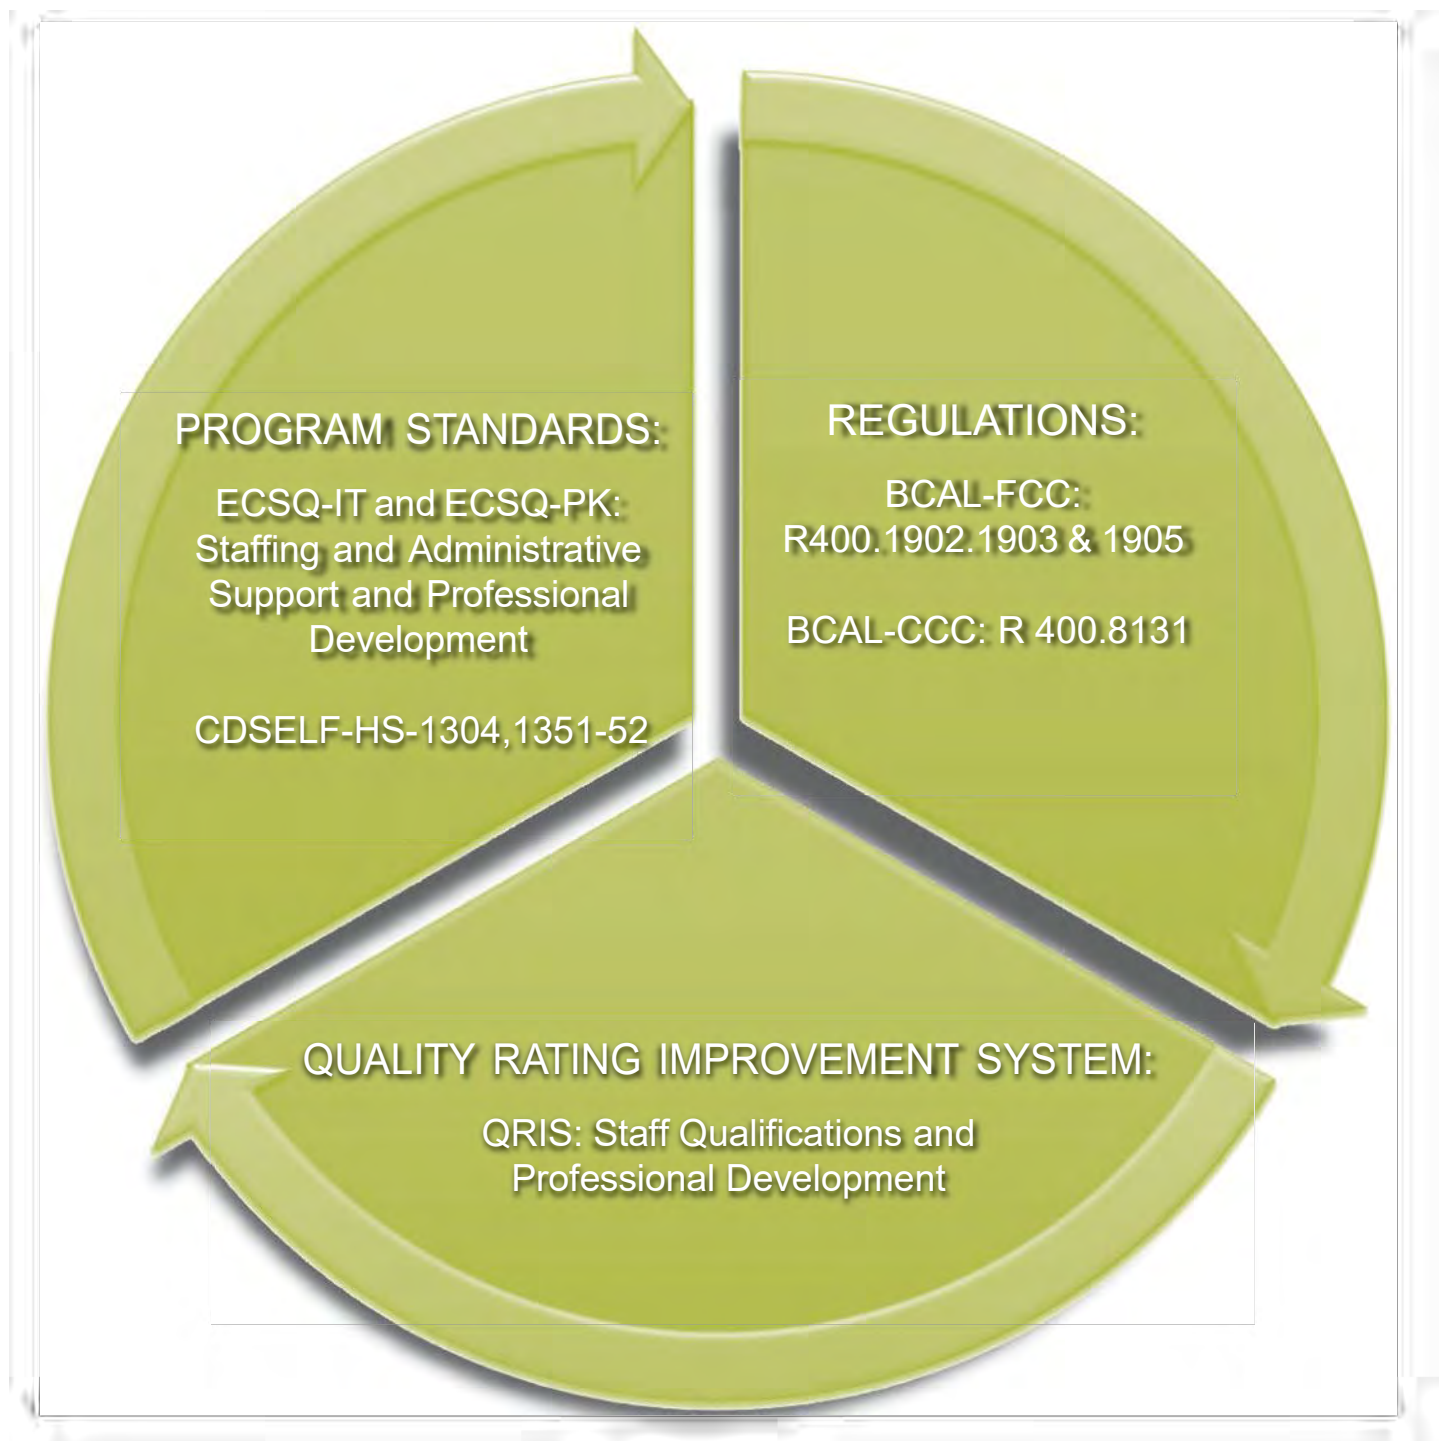 PROGRAM STANDARDS:
ECSQ-IT and ECSQ-PK:
Staffing and Administrative
Support and Professional
Development
CDSELF-HS-1304,1351-52
REGULATIONS:
BCAL-FCC:
R400.1902.1903 & 1905
BCAL-CCC: R 400.8131
QUALITY RATING IMPROVEMENT SYSTEM:
QRIS: Staff Qualifications and
Professional Development